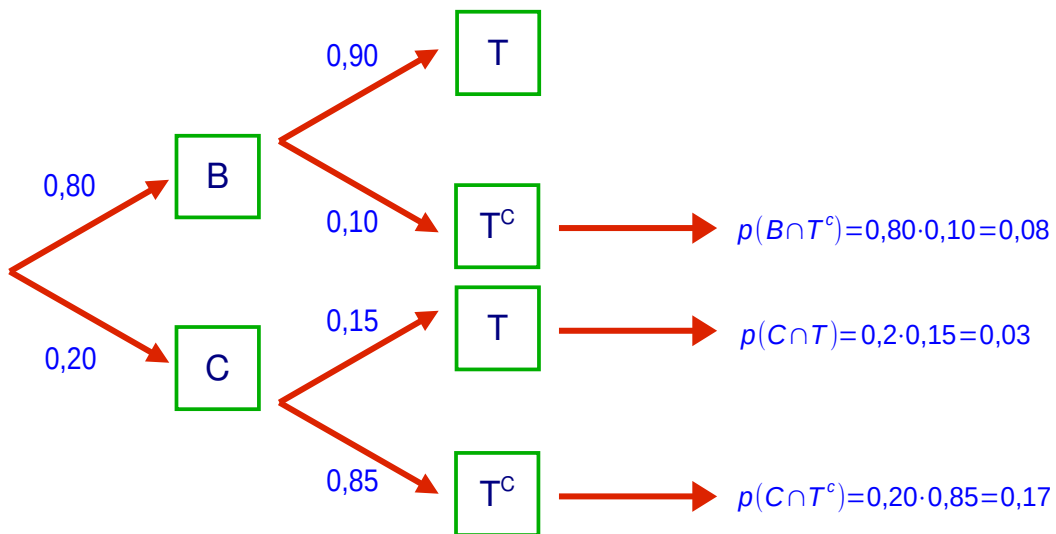 0,90
T
0,80
B
0,10
T^C
p(B∩T^c)=0,80·0,10=0,08
0,20
C
0,15
T
p(C∩T)=0,2·0,15=0,03
0,85
T^C
p(C∩T^c)=0,20·0,85=0,17